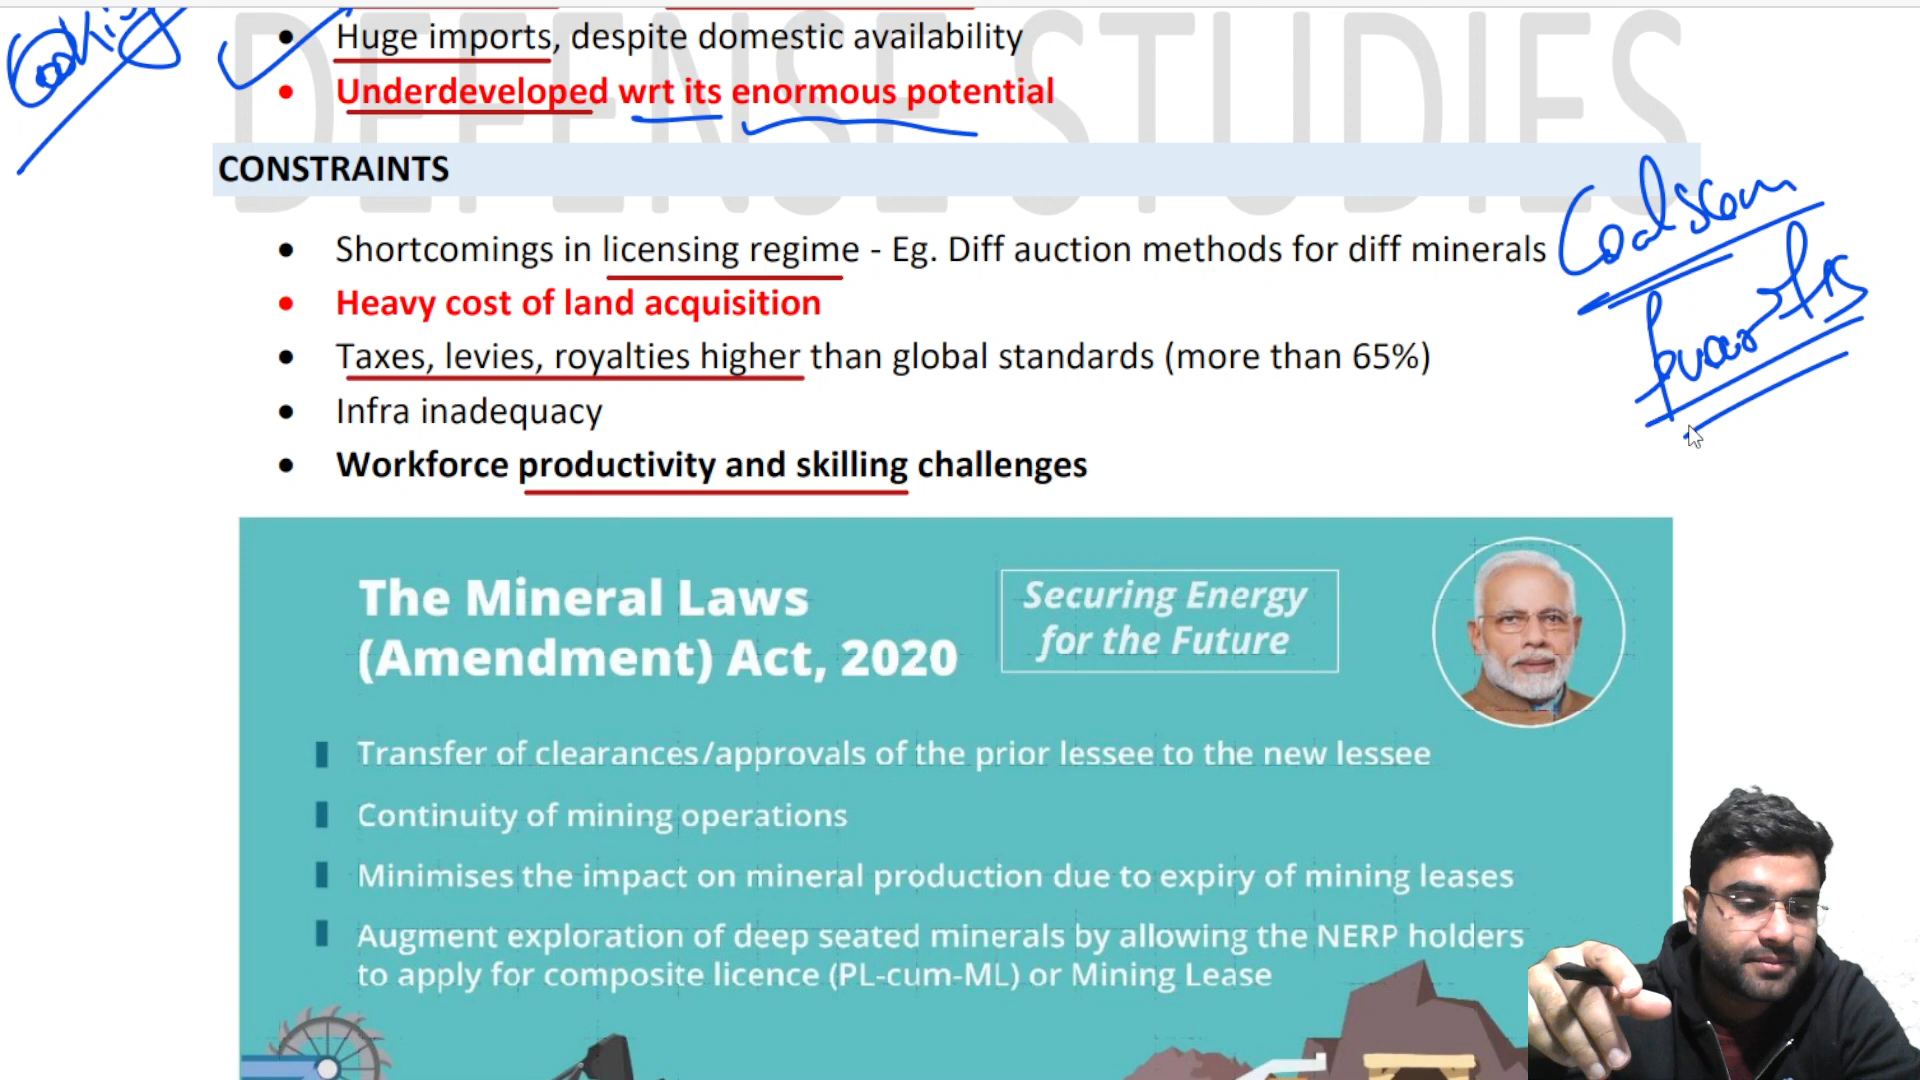 Cooking
Huge imports, despite domestic availability
Underdeveloped wrt its enormous potential
DEFENSE STUDIES
CONSTRAINTS
Coal scam
Shortcomings in licensing regime - Eg. Diff auction methods for diff minerals
Heavy cost of land acquisition
Taxes, levies, royalties higher than global standards (more than 65%)
Infra inadequacy
Workforce productivity and skilling challenges
The Mineral Laws
(Amendment) Act, 2020
Securing Energy
for the Future
Transfer of clearances/approvals of the prior lessee to the new lessee
Continuity of mining operations
Minimises the impact on mineral production due to expiry of mining leases
Augment exploration of deep seated minerals by allowing the NERP holders
to apply for composite licence (PL-cum-ML) or Mining Lease